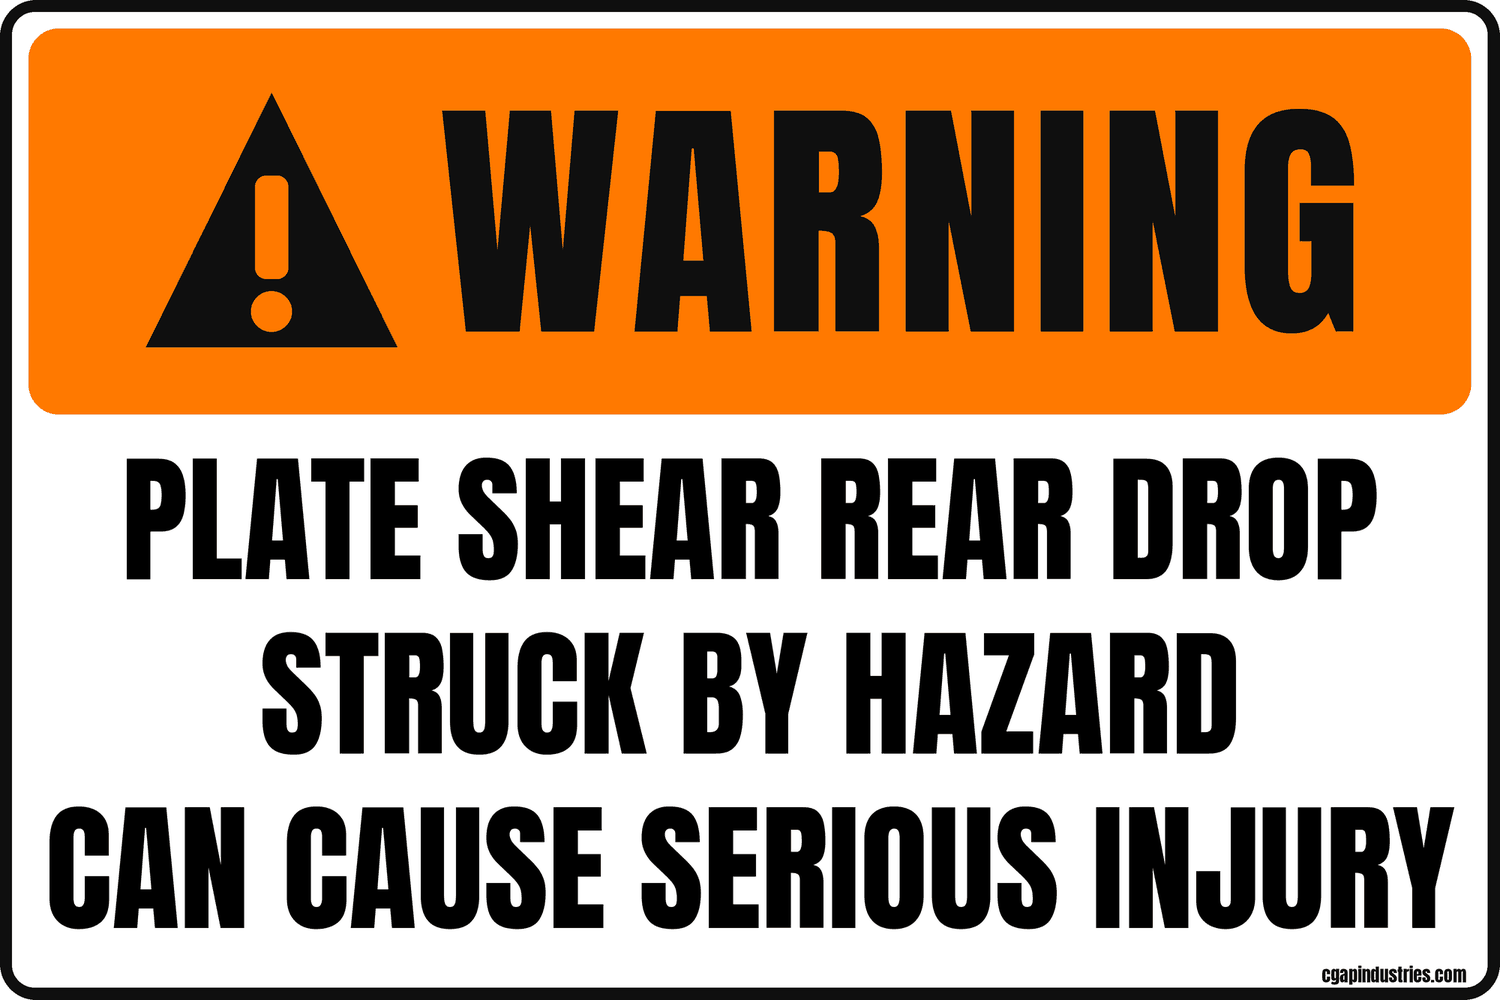 WARNING
PLATE SHEAR REAR DROP
STRUCK BY HAZARD
CAN CAUSE SERIOUS INJURY
cgapindustries.com